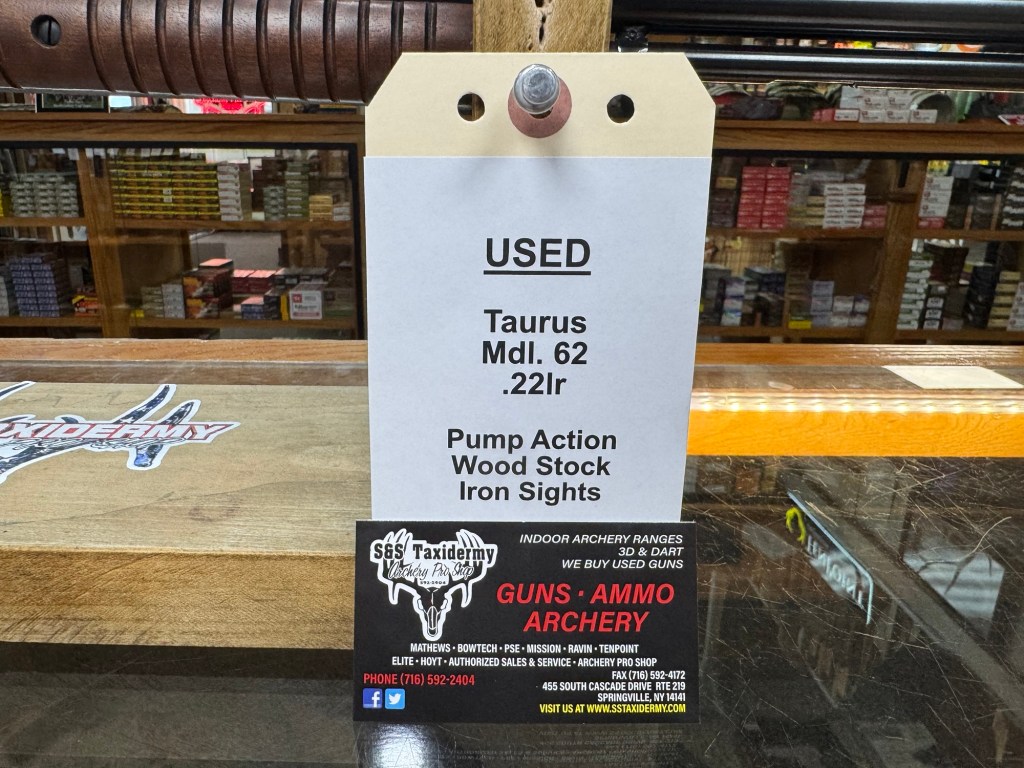 USED
Taurus
Mdl. 62
.22lr
Pump Action
Wood Stock
Iron Sights
S&S Taxidermy
Archery Pro Shop
592-2404
INDOOR ARCHERY RANGES
3D & DART
WE BUY USED GUNS
GUNS · AMMO
ARCHERY
MATHEWS • BOWTECH • PSE • MISSION • RAVIN • TENPOINT
ELITE • HOYT • AUTHORIZED SALES & SERVICE • ARCHERY PRO SHOP
PHONE (716) 592-2404
FAX (716) 592-4172
455 SOUTH CASCADE DRIVE RTE 219
SPRINGVILLE, NY 14141
VISIT US AT WWW.SSTAXIDERMY.COM
AXIDERMY